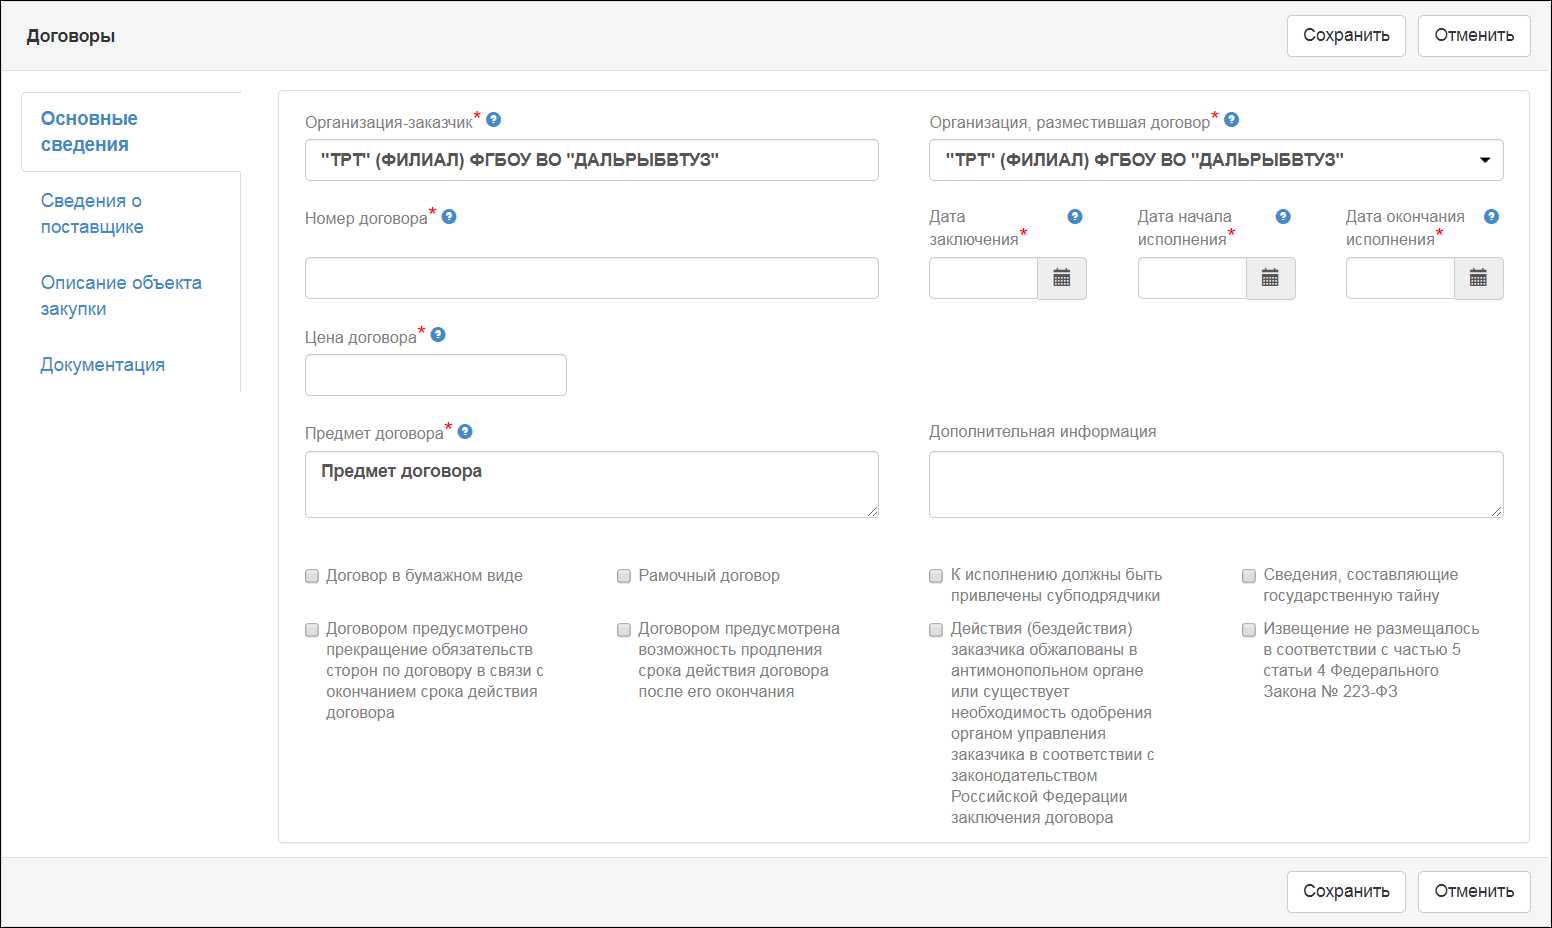 Договоры
Сохранить
Отменить
Основные
сведения
Сведения о
поставщике
Описание объекта
закупки
Документация
Организация-заказчик*
"ТРТ" (ФИЛИАЛ) ФГБОУ ВО "ДАЛЬРЫБВТУЗ"
Организация, разместившая договор*
"ТРТ" (ФИЛИАЛ) ФГБОУ ВО "ДАЛЬРЫБВТУЗ"
Номер договора*
Дата
заключения*
Дата начала
исполнения*
Дата окончания
исполнения*
Цена договора*
Предмет договора*
Предмет договора
Дополнительная информация
Договор в бумажном виде
Рамочный договор
К исполнению должны быть
привлечены субподрядчики
Сведения, составляющие
государственную тайну
Договором предусмотрено
прекращение обязательств
сторон по договору в связи с
окончанием срока действия
договора
Договором предусмотрена
возможность продления
срока действия договора
после его окончания
Действия (бездействия)
заказчика обжалованы в
антимонопольном органе
или существует
необходимость одобрения
органом управления
заказчика в соответствии с
законодательством
Российской Федерации
заключения договора
Извещение не размещалось
в соответствии с частью 5
статьи 4 Федерального
Закона № 223-ФЗ
Сохранить
Отменить